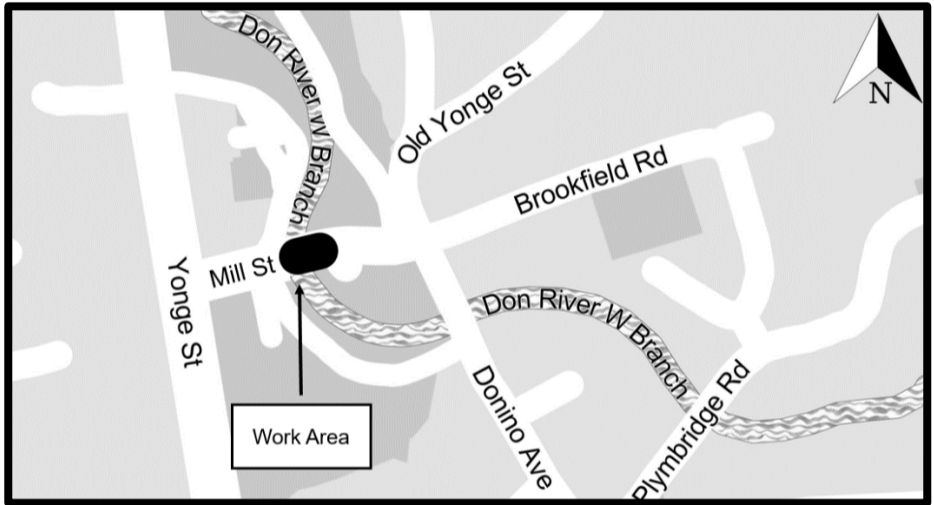 Don River W Branch
Old Yonge St
N
Brookfield Rd
Mill St
Yonge St
Don River W Branch
Donino Ave
Plymbridge Rd
Work Area